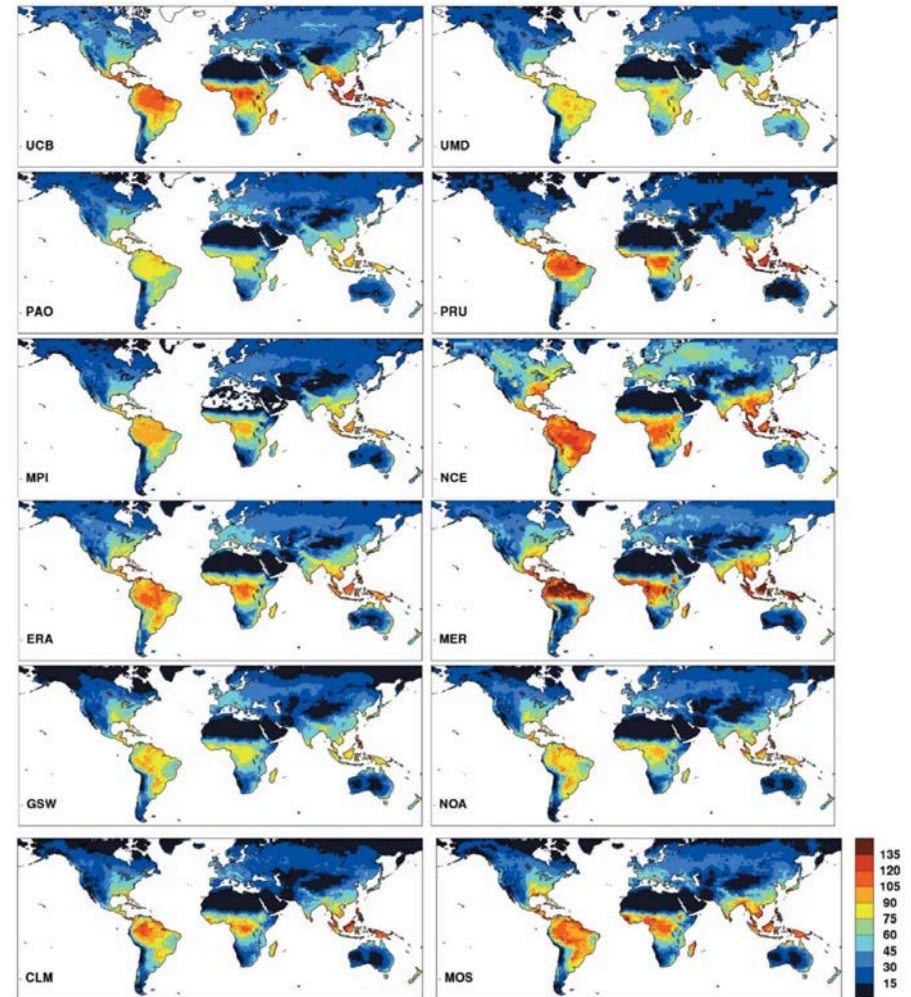 UCB
UMD
PAO
PRU
MPI
NCE
ERA
MER
GSW
NOA
CLM
MOS
135
120
105
90
75
60
45
30
15